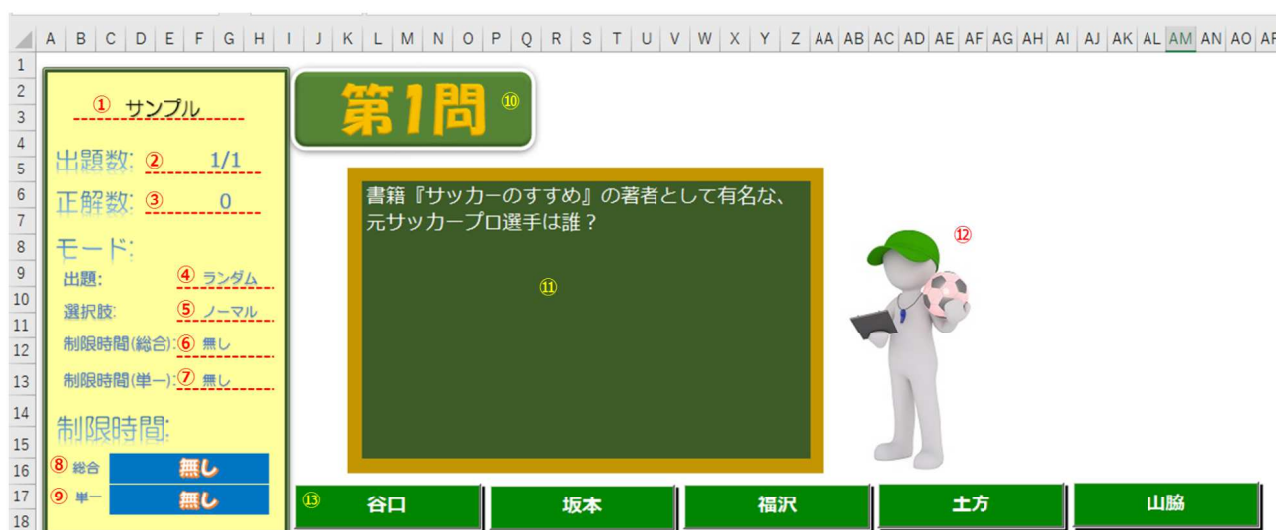 A B C D E F G H I J K L M N O P Q R S T U V W X Y Z AA AB AC AD AE AF AG AH AI AJ AK AL AM AN AO
1
2
3
4
5
6
7
8
9
10
11
12
13
14
15
16
17
18
① サンプル
出題数: ② 1/1
正解数: ③ 0
モード:
出題: ④ ランダム
選択肢: ⑤ ノーマル
制限時間(総合): ⑥ 無し
制限時間(単一): ⑦ 無し
制限時間:
⑧ 総合 無し
⑨ 単一 無し
第1問 ⑩
書籍『サッカーのすすめ』の著者として有名な、
元サッカープロ選手は誰？
⑪
⑫
⑬ 谷口 坂本 福沢 土方 山脇